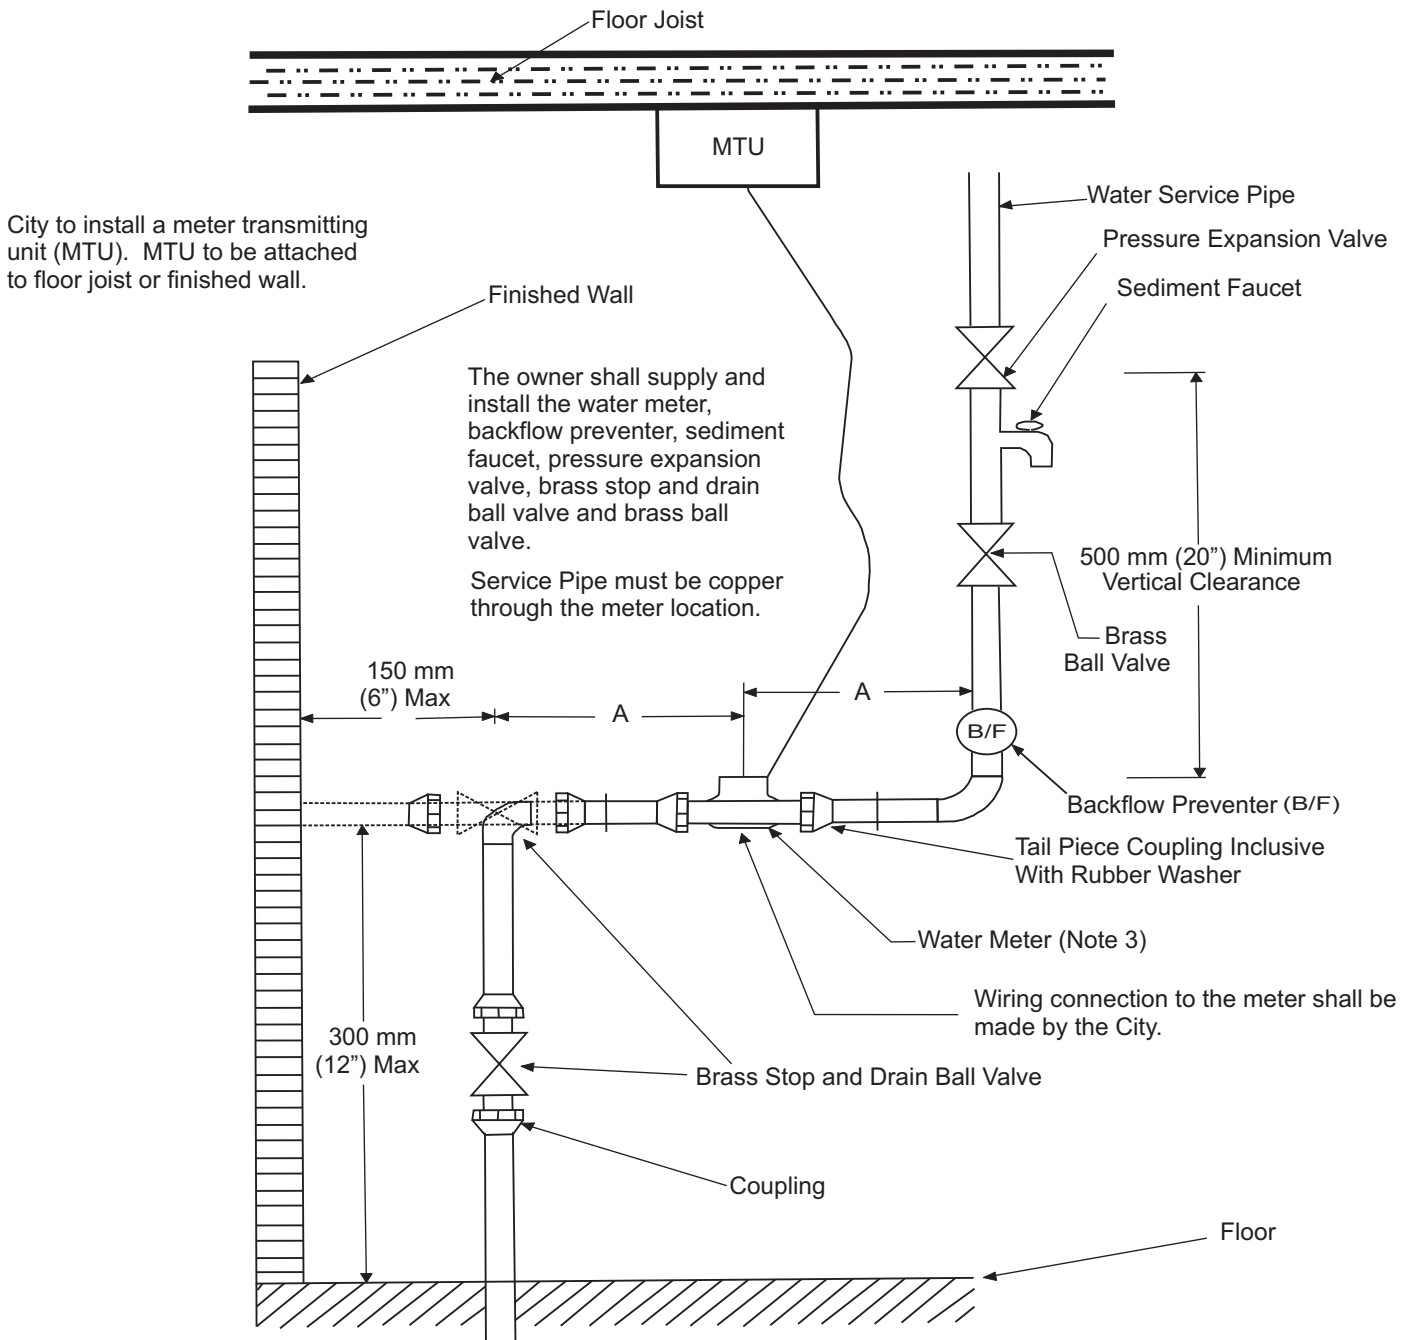 Floor Joist
MTU
Water Service Pipe
City to install a meter transmitting
unit (MTU).  MTU to be attached
to floor joist or finished wall.
Pressure Expansion Valve
Sediment Faucet
Finished Wall
The owner shall supply and
install the water meter,
backflow preventer, sediment
faucet, pressure expansion
valve, brass stop and drain
ball valve and brass ball
valve.
Service Pipe must be copper
through the meter location.
500 mm (20”) Minimum
Vertical Clearance
Brass
Ball Valve
150 mm
(6”) Max
A
A
B/F
Backflow Preventer (B/F)
Tail Piece Coupling Inclusive
With Rubber Washer
Water Meter (Note 3)
Wiring connection to the meter shall be
made by the City.
300 mm
(12”) Max
Brass Stop and Drain Ball Valve
Coupling
Floor